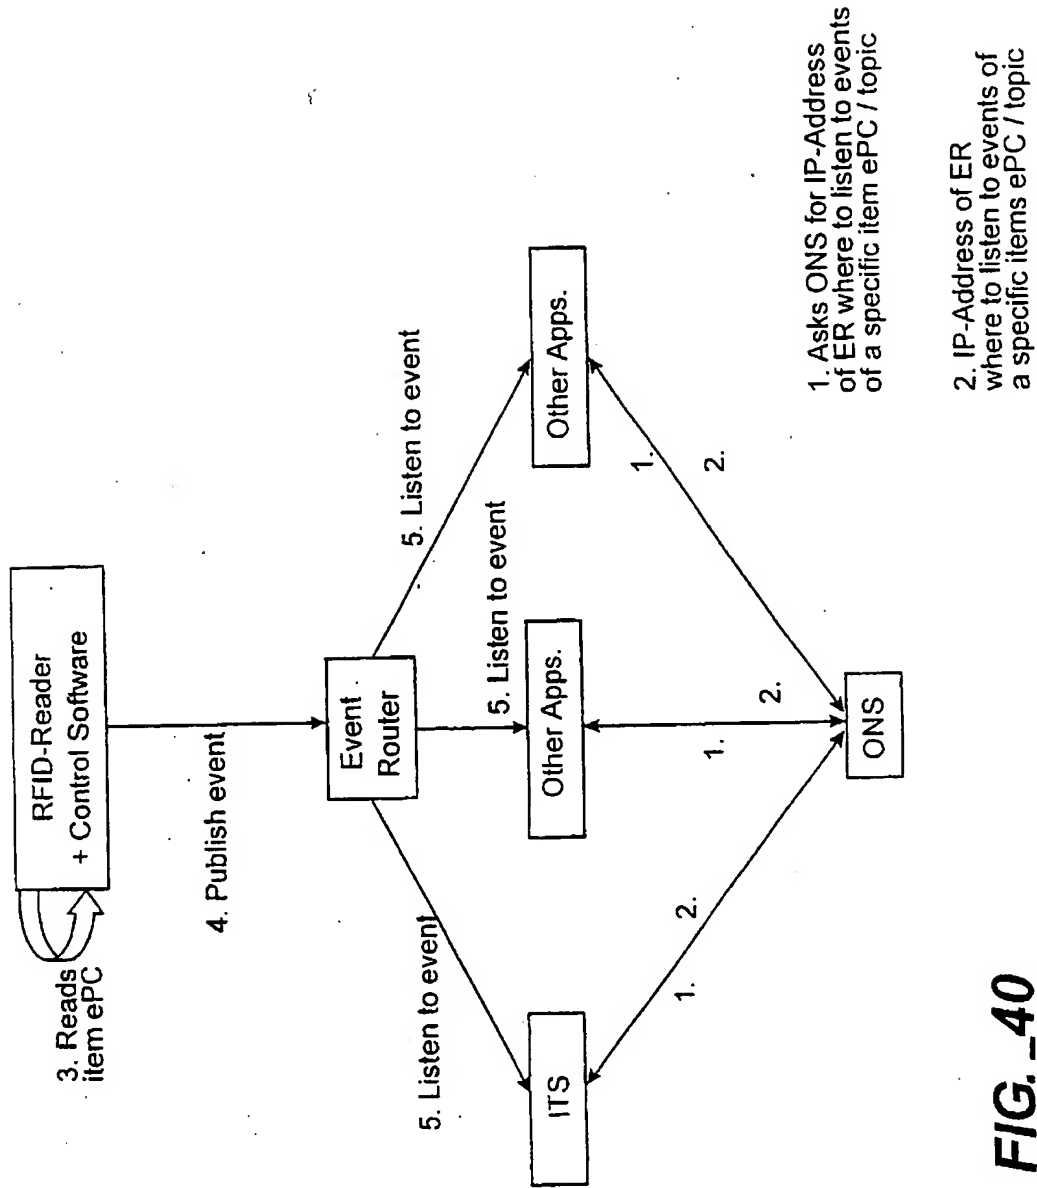 RFID-Reader
+ Control Software
3. Reads
item ePC
4. Publish event
Event
Router
5. Listen to event
5. Listen to event
5. Listen to event
ITS
Other Apps.
Other Apps.
1.
2.
1.
2.
1.
2.
ONS
1. Asks ONS for IP-Address
of ER where to listen to events
of a specific item ePC / topic
2. IP-Address of ER
where to listen to events of
a specific items ePC / topic
FIG._40